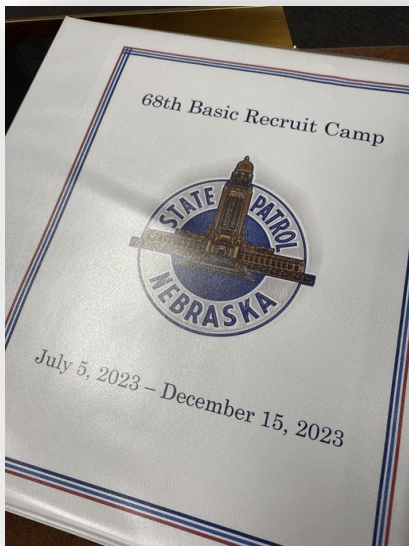 68th Basic Recruit Camp
STATE PATROL
NEBRASKA
July 5, 2023 – December 15, 2023